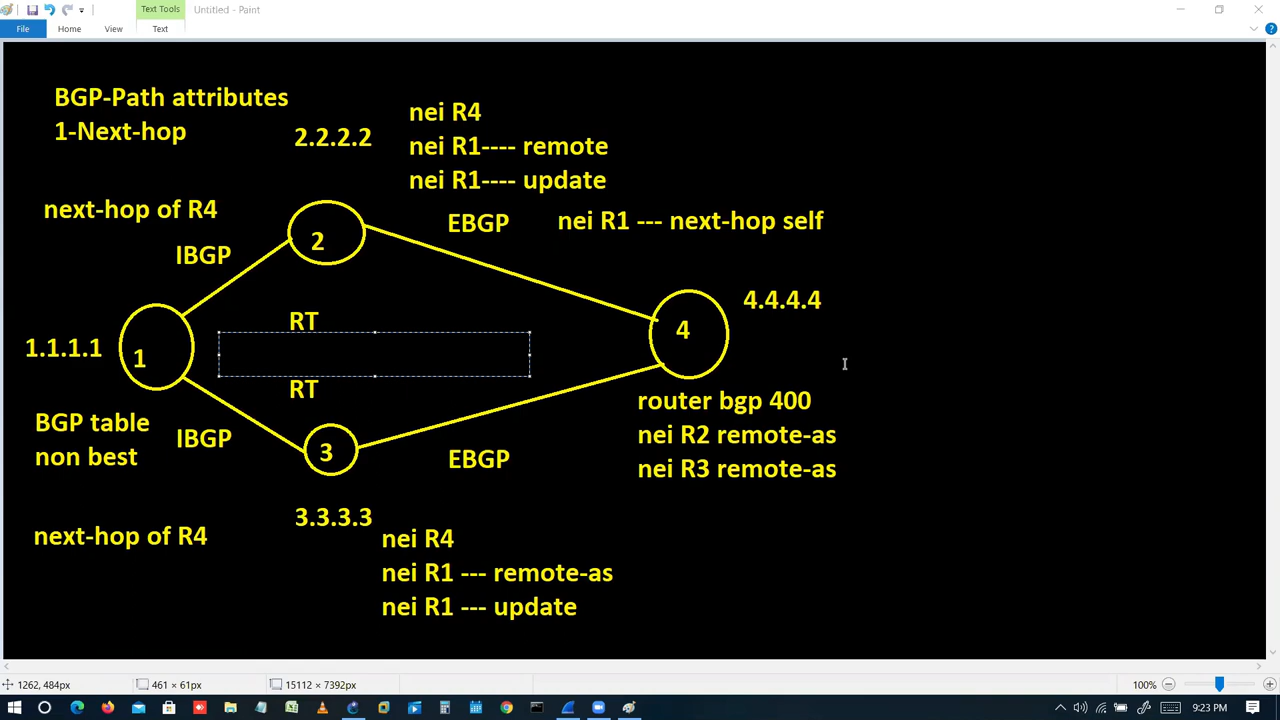 Text Tools
Untitled - Paint
File
Home
View
Text
BGP-Path attributes
1-Next-hop
2.2.2.2
nei R4
nei R1---- remote
nei R1---- update
next-hop of R4
EBGP
nei R1 --- next-hop self
IBGP
2
4.4.4.4
RT
4
1.1.1.1
1
RT
router bgp 400
nei R2 remote-as
nei R3 remote-as
BGP table
non best
IBGP
3
EBGP
3.3.3.3
next-hop of R4
nei R4
nei R1 --- remote-as
nei R1 --- update
1262, 484px
461 × 61px
15112 × 7392px
100%
9:23 PM